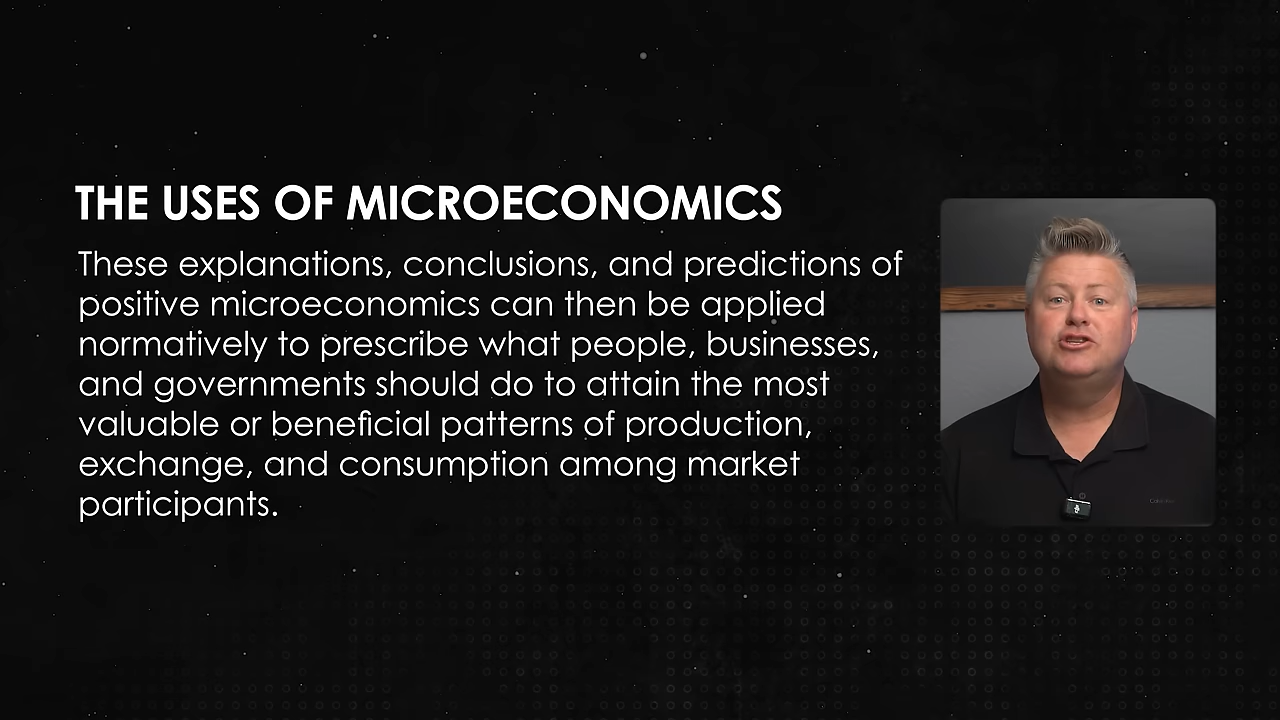 THE USES OF MICROECONOMICS
These explanations, conclusions, and predictions of
positive microeconomics can then be applied
normatively to prescribe what people, businesses,
and governments should do to attain the most
valuable or beneficial patterns of production,
exchange, and consumption among market
participants.